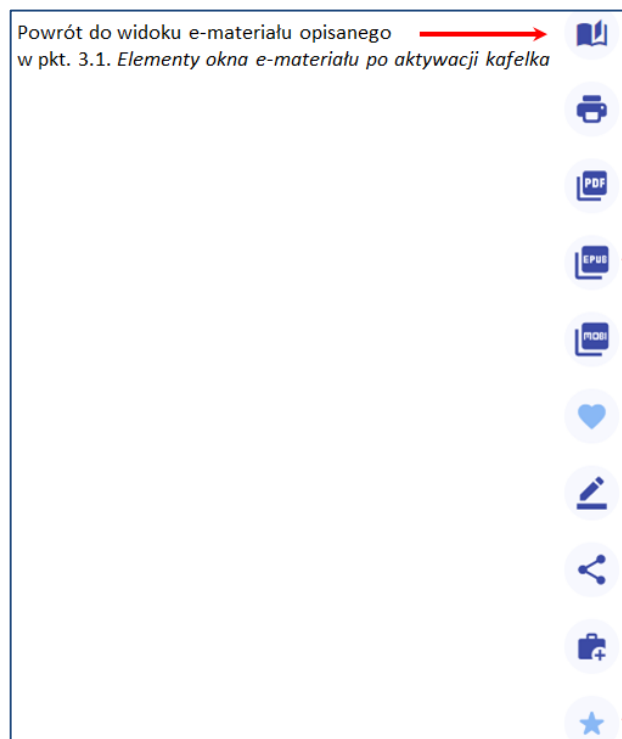 Powrót do widoku e-materiału opisanego
w pkt. 3.1. Elementy okna e-materiału po aktywacji kafelka
PDF
EPUB
MOBI